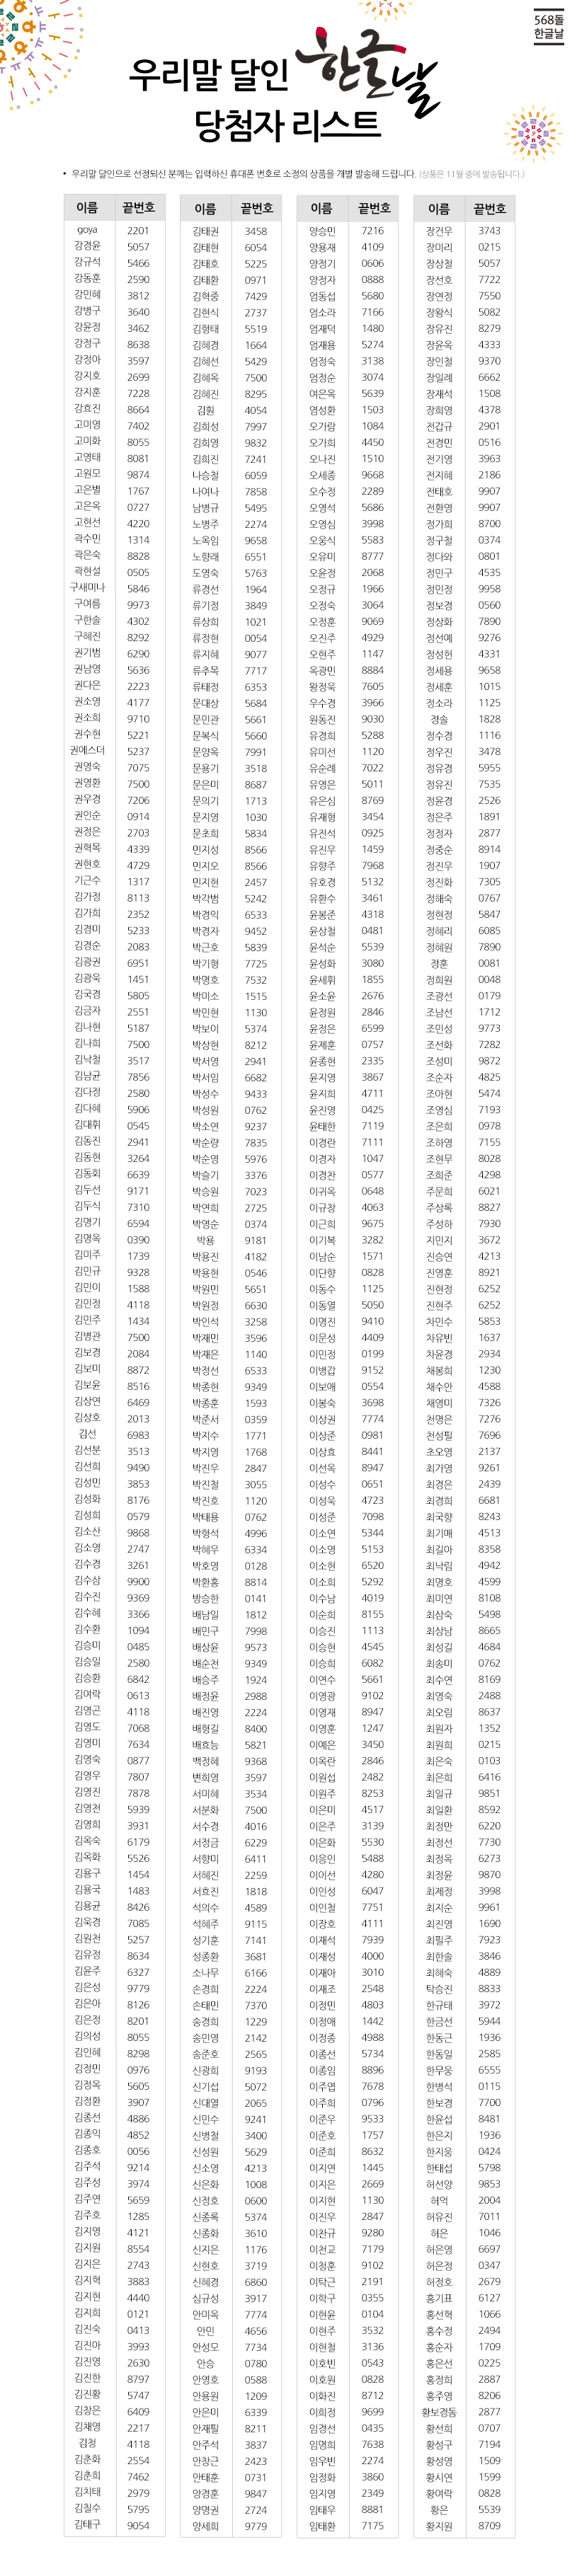 568돌
한글날
우리말 달인 한글날
당첨자 리스트
• 우리말 달인으로 선정되신 분께는 입력하신 휴대폰 번호로 소정의 상품을 개별 발송해 드립니다. (상품은 11월 중에 발송됩니다.)
이름 끝번호
goya 2201
강경윤 5057
강규석 5466
강동훈 2590
강민혜 3812
강병구 3640
강윤정 3462
강정구 8638
강정아 3597
강지호 2699
강지훈 7228
강효진 8664
고미영 7402
고미화 8055
고영태 8081
고원모 9874
고은별 1767
고은옥 0727
고현선 4220
곽수민 1314
곽은숙 8828
곽현설 0505
구새미나 5846
구여름 9973
구한솔 4302
구혜진 8292
권기범 6290
권남영 5636
권다은 2223
권소영 4177
권소희 9710
권수현 5221
권에스더 5237
권영숙 7075
권영환 7500
권우경 7206
권인순 0914
권정은 2703
권혁목 4339
권현호 4729
기근수 1317
김가정 8113
김가희 2352
김경미 5233
김경순 2083
김광권 6951
김광욱 1451
김국경 5805
김금자 2551
김나현 5187
김나희 7500
김낙철 3517
김남균 7856
김다정 2580
김다혜 5906
김대휘 0545
김동진 2941
김동현 3264
김동회 6639
김두선 9171
김두식 7310
김명기 6594
김명옥 0390
김미주 1739
김민규 9328
김민이 1588
김민정 4118
김민주 1434
김병관 7500
김보경 2084
김보미 8872
김보윤 8516
김상연 6469
김상호 2013
김선 6983
김선분 3513
김선희 9490
김성민 3853
김성화 8176
김성희 0579
김소산 9868
김소영 2747
김수경 3261
김수삼 9900
김수진 9369
김수혜 3366
김수환 1094
김승미 0485
김승일 2580
김승환 6842
김여락 0613
김영곤 4118
김영도 7068
김영미 7634
김영숙 0877
김영우 7807
김영진 7878
김영천 5939
김영희 3931
김옥숙 6179
김옥화 5526
김용구 1454
김용국 1483
김용균 8426
김욱경 7085
김원천 5257
김유정 8634
김윤주 6327
김은성 9779
김은아 8126
김은정 8201
김의성 8055
김인혜 8298
김정민 0976
김정옥 5605
김정환 3907
김종선 4886
김종익 4852
김종호 0056
김주석 9214
김주성 3974
김주연 5659
김주호 1285
김지영 4121
김지원 8554
김지은 2743
김지혁 3883
김지현 4440
김지희 0121
김진숙 0413
김진아 3993
김진영 2630
김진한 8797
김진황 5747
김창은 6409
김채영 2217
김청 4118
김춘화 2554
김춘희 7462
김치태 2979
김칠수 5795
김태구 9054
이름 끝번호
김태권 3458
김태현 6054
김태호 5225
김태환 0971
김혁중 7429
김현식 2737
김형태 5519
김혜경 1664
김혜선 5429
김혜옥 7500
김혜진 8295
김훤 4054
김희성 7997
김희영 9832
김희진 7241
나승철 6059
나여나 7858
남병규 5495
노병주 2274
노옥임 9658
노향래 6551
도영숙 5763
류경선 1964
류기정 3849
류상희 1021
류정현 0054
류지혜 9077
류추목 7717
류태정 6353
문대상 5684
문민관 5661
문복식 5660
문양옥 7991
문용기 3518
문은미 8687
문의기 1713
문지영 1030
문초희 5834
민지성 8566
민지오 8566
민지현 2457
박각범 5242
박경익 6533
박경자 9452
박근호 5839
박기형 7725
박명호 7532
박미소 1515
박민현 1130
박보이 5374
박상현 8212
박서영 2941
박서임 6682
박성수 9433
박성원 0762
박소연 9237
박순량 7835
박순영 5976
박슬기 3376
박승원 7023
박연희 2725
박영순 0374
박용 9181
박용진 4182
박용현 0546
박원민 5651
박원정 6630
박인석 3258
박재민 3596
박재은 1140
박정선 6533
박종현 9349
박종훈 1593
박준서 0359
박지수 1771
박지영 1768
박진우 2847
박진철 3055
박진호 1120
박태용 0762
박형석 4996
박혜우 6334
박호영 0128
박환홍 8814
방승한 0141
배남일 1812
배민구 7998
배상윤 9573
배순천 9349
배승주 1924
배정윤 2988
배진영 2224
배형길 8400
배효능 5821
백정혜 9368
변희영 3597
서미혜 3534
서분화 7500
서수경 4016
서정금 6229
서향미 6411
서혜진 2259
서효진 1818
석의수 4589
석혜주 9115
성기훈 7141
성종환 3681
소나무 6166
손경희 2224
손태민 7370
송경희 1229
송민영 2142
송준호 2565
신광희 9193
신기섭 5072
신대열 2065
신민수 9241
신병철 3400
신성원 5629
신소영 4213
신은화 1008
신정호 0600
신종록 5374
신종화 3610
신지은 1176
신현호 3719
신혜경 6860
심규성 3917
안미옥 7774
안민 4656
안성모 7734
안승 0780
안영호 0588
안용원 1209
안은미 6339
안재필 8211
안주석 3837
안창근 2423
안태훈 0731
양경훈 9847
양명권 2724
양세희 9779
이름 끝번호
양승민 7216
양용재 4109
양정기 0606
양정자 0888
엄동섭 5680
엄소라 7166
엄재덕 1480
엄재용 5274
엄정숙 3138
엄정순 3074
여은옥 5639
염성환 1503
오가람 1084
오가희 4450
오나진 1510
오세종 9668
오수정 2289
오영석 5686
오영심 3998
오웅식 5583
오유미 8777
오윤정 2068
오정규 1966
오정숙 3064
오정훈 9069
오진주 4929
오현주 1147
옥광민 8884
왕정욱 7605
우수경 3966
원동진 9030
유경희 5288
유미선 1120
유순례 7022
유영은 5011
유은심 8769
유재형 3454
유전석 0925
유진우 1459
유향주 7968
유호경 5132
유환수 3461
윤봉준 4318
윤상철 0481
윤석순 5539
윤성화 3080
윤세휘 1855
윤소윤 2676
윤정원 2846
윤정은 6599
윤제훈 0757
윤종현 2335
윤지영 3867
윤지희 4711
윤진영 0425
윤태한 7119
이경란 7111
이경자 1047
이경찬 0577
이귀옥 0648
이규창 4063
이근희 9675
이기복 3282
이남순 1571
이단향 0828
이동수 1125
이동열 5050
이명진 9410
이문성 4409
이민정 0199
이병갑 9152
이보애 0554
이봉숙 3698
이상권 7774
이상준 0981
이상효 8441
이선옥 8947
이성수 0651
이성욱 4723
이성준 7098
이소연 5344
이소영 5153
이소현 6520
이소희 5292
이수남 4019
이순희 8155
이승진 1113
이승현 4545
이승희 6082
이연수 5661
이영광 9102
이영재 8947
이영훈 1247
이예은 3450
이옥란 2846
이원섭 2482
이원주 8253
이은미 4517
이은주 3139
이은화 5530
이응인 5488
이이선 4280
이인성 6047
이인철 7751
이장호 4111
이재석 7939
이재성 4000
이재아 3010
이재조 2548
이정민 4803
이정애 1442
이정종 4988
이종선 5734
이종임 8896
이주엽 7678
이주희 0796
이준우 9533
이준호 1757
이준희 8632
이지연 1445
이지은 2669
이지현 1130
이진우 2847
이찬규 9280
이천교 7179
이청훈 9102
이탁근 2191
이학구 0355
이현윤 0104
이현주 3532
이현철 3136
이호빈 0543
이호원 0828
이화진 8712
이희정 9699
임경선 0435
임명희 7638
임우빈 2274
임정화 3860
임지영 2349
임태우 8881
임태환 7175
이름 끝번호
장건우 3743
장미리 0215
장상철 5057
장선호 7722
장연정 7550
장왕식 5082
장유진 8279
장윤옥 4333
장인철 9370
장일례 6662
장재석 1508
장희영 4378
전갑규 2901
전경민 0516
전기영 3963
전지혜 2186
전태호 9907
전환영 9907
정가희 8700
정구철 0374
정다와 0801
정민구 4535
정민정 9958
정보경 0560
정상화 7890
정선예 9276
정성헌 4331
정세용 9658
정세훈 1015
정소라 1125
정솔 1828
정수경 1116
정우진 3478
정유경 5955
정유진 7535
정윤경 2526
정은주 1891
정정자 2877
정중순 8914
정진우 1907
정진화 7305
정해숙 0767
정현정 5847
정혜리 6085
정혜원 7890
정훈 0081
정희원 0048
조광선 0179
조남선 1712
조민성 9773
조선화 7282
조성미 9872
조순자 4825
조아현 5474
조영심 7193
조은희 0978
조하영 7155
조현무 8028
조희준 4298
주문희 6021
주상록 8827
주성하 7930
지민지 3672
진승연 4213
진영훈 8921
진현정 6252
진현주 6252
차민수 5853
차유빈 1637
차윤경 2934
채봉희 1230
채수안 4588
채영미 7326
천명은 7276
천성필 7696
초오영 2137
최가영 9261
최경은 2439
최경희 6681
최국향 8243
최기매 4513
최길아 8358
최낙림 4942
최명호 4599
최미연 8108
최삼숙 5498
최상남 8665
최성길 4684
최송미 0762
최수연 8169
최영숙 2488
최오림 8637
최원자 1352
최원희 0215
최은숙 0103
최은희 6416
최일규 9851
최일환 8592
최정만 6220
최정선 7730
최정옥 6273
최정윤 9870
최제정 3998
최지순 9961
최진영 1690
최필주 7923
최한솔 3846
최혜숙 4889
탁승진 8833
한규태 3972
한금선 5944
한동근 1936
한동일 2585
한무웅 6555
한병석 0115
한보경 7700
한윤섭 8481
한은지 1936
한지웅 0424
한태섭 5798
허선양 9853
허억 2004
허유진 7011
허은 1046
허은영 6697
허은정 0347
허정호 2679
홍기표 6127
홍선혁 1066
홍수정 2494
홍순자 1709
홍은선 0225
홍정희 2887
홍주영 8206
황보경동 2877
황선희 0707
황성구 7194
황성영 1509
황시연 1599
황여락 0828
황은 5539
황지원 8709